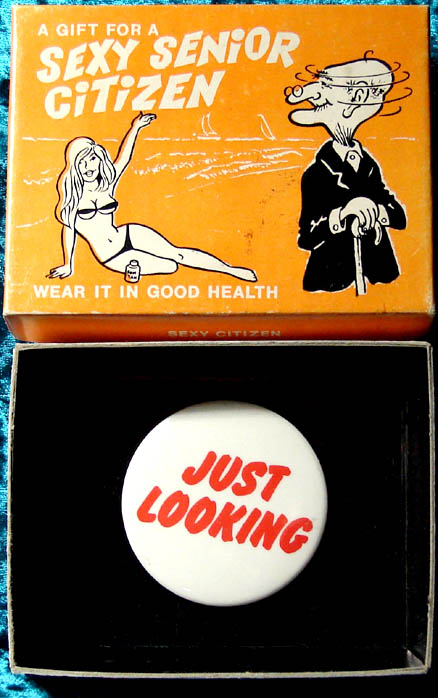 A GIFT FOR A
SEXY SENiOR
CiTiZEN
WEAR IT IN GOOD HEALTH
SEXY CITIZEN
JUST
LOOKING